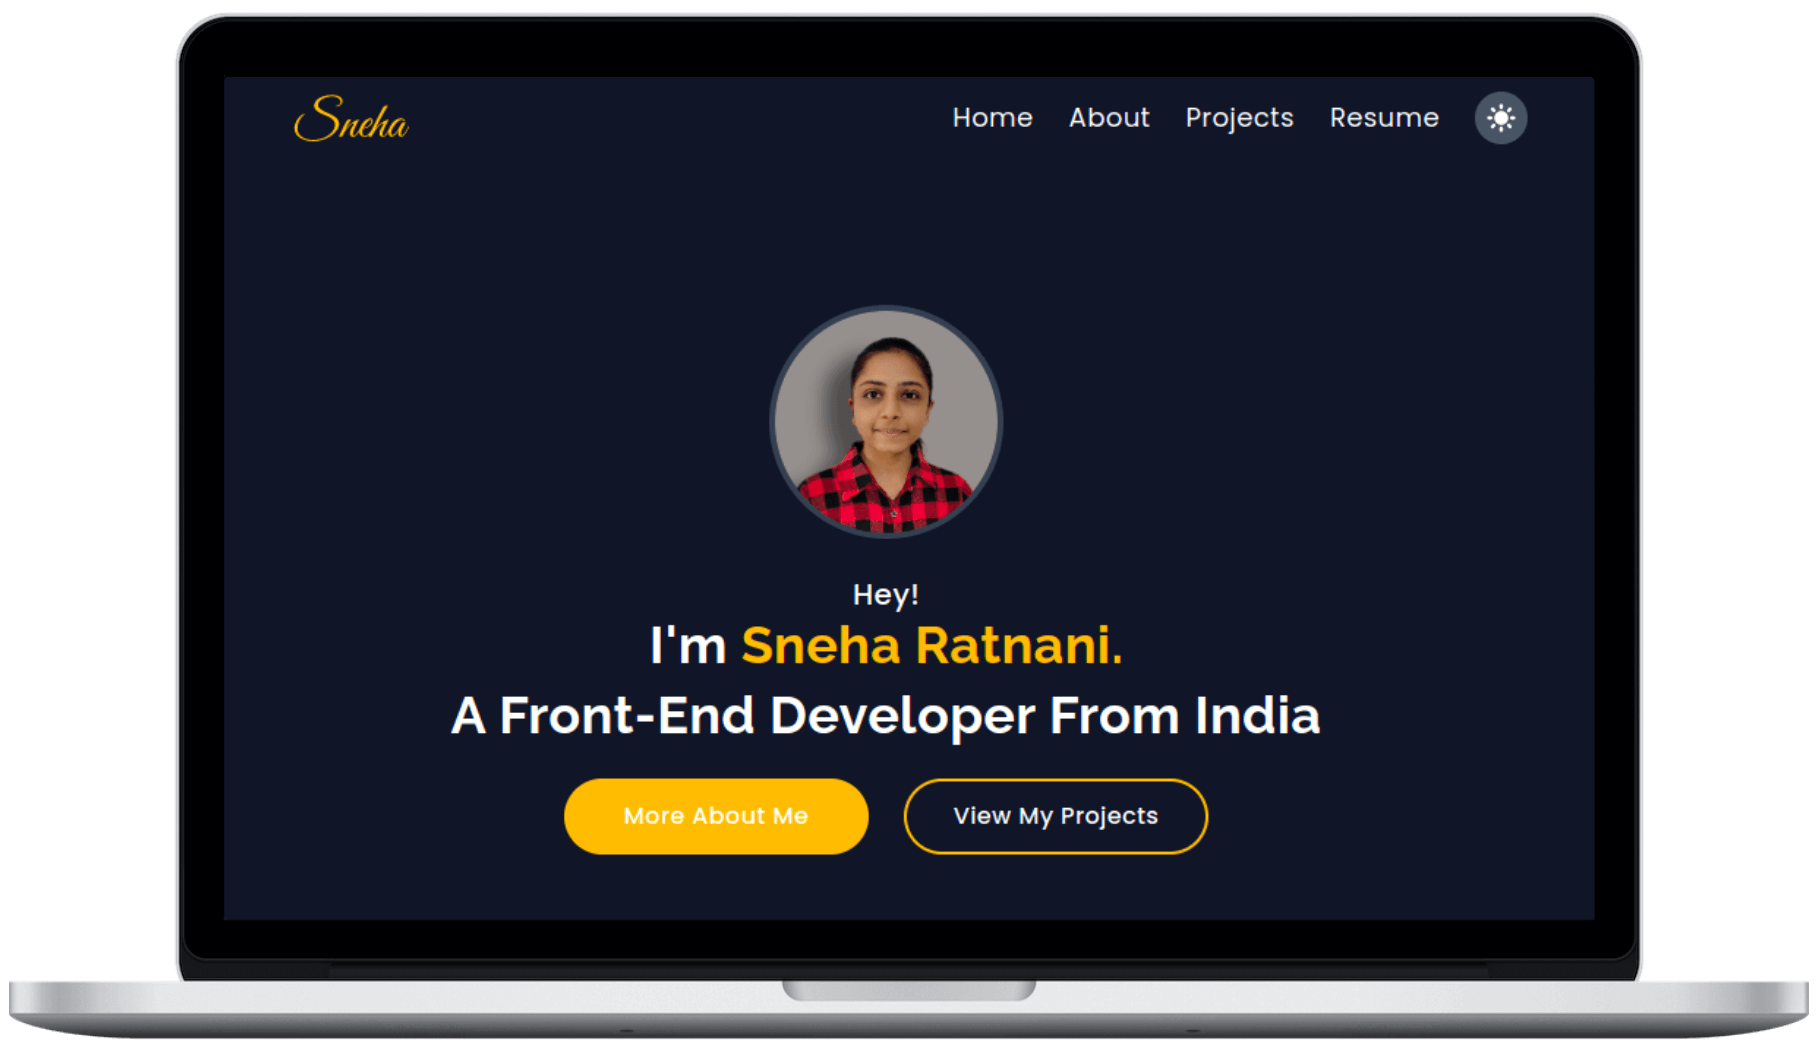 Sneha
Home About Projects Resume
Hey!
I'm Sneha Ratnani.
A Front-End Developer From India
More About Me View My Projects